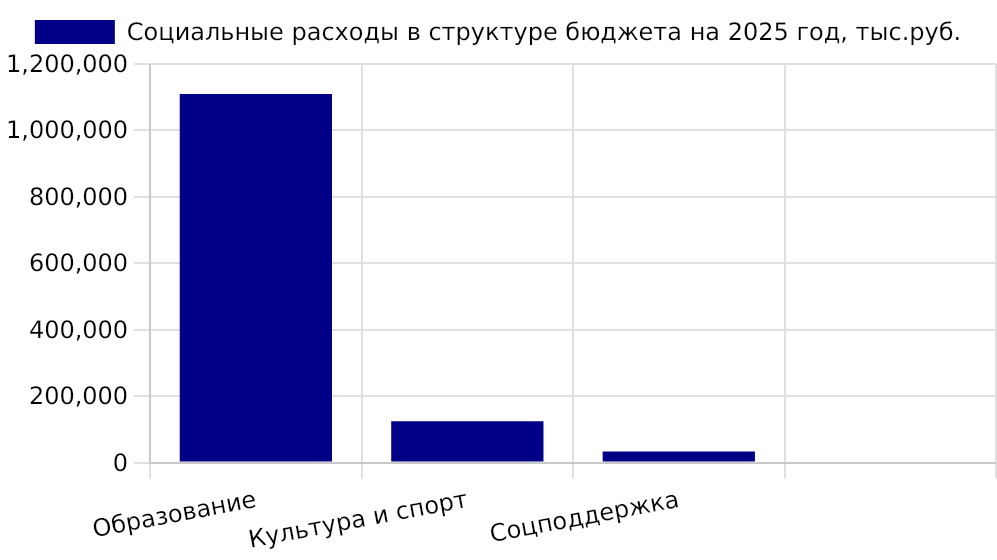 Социальные расходы в структуре бюджета на 2025 год, тыс.руб.
1,200,000
1,000,000
800,000
600,000
400,000
200,000
0
Образование
Культура и спорт
Соцподдержка